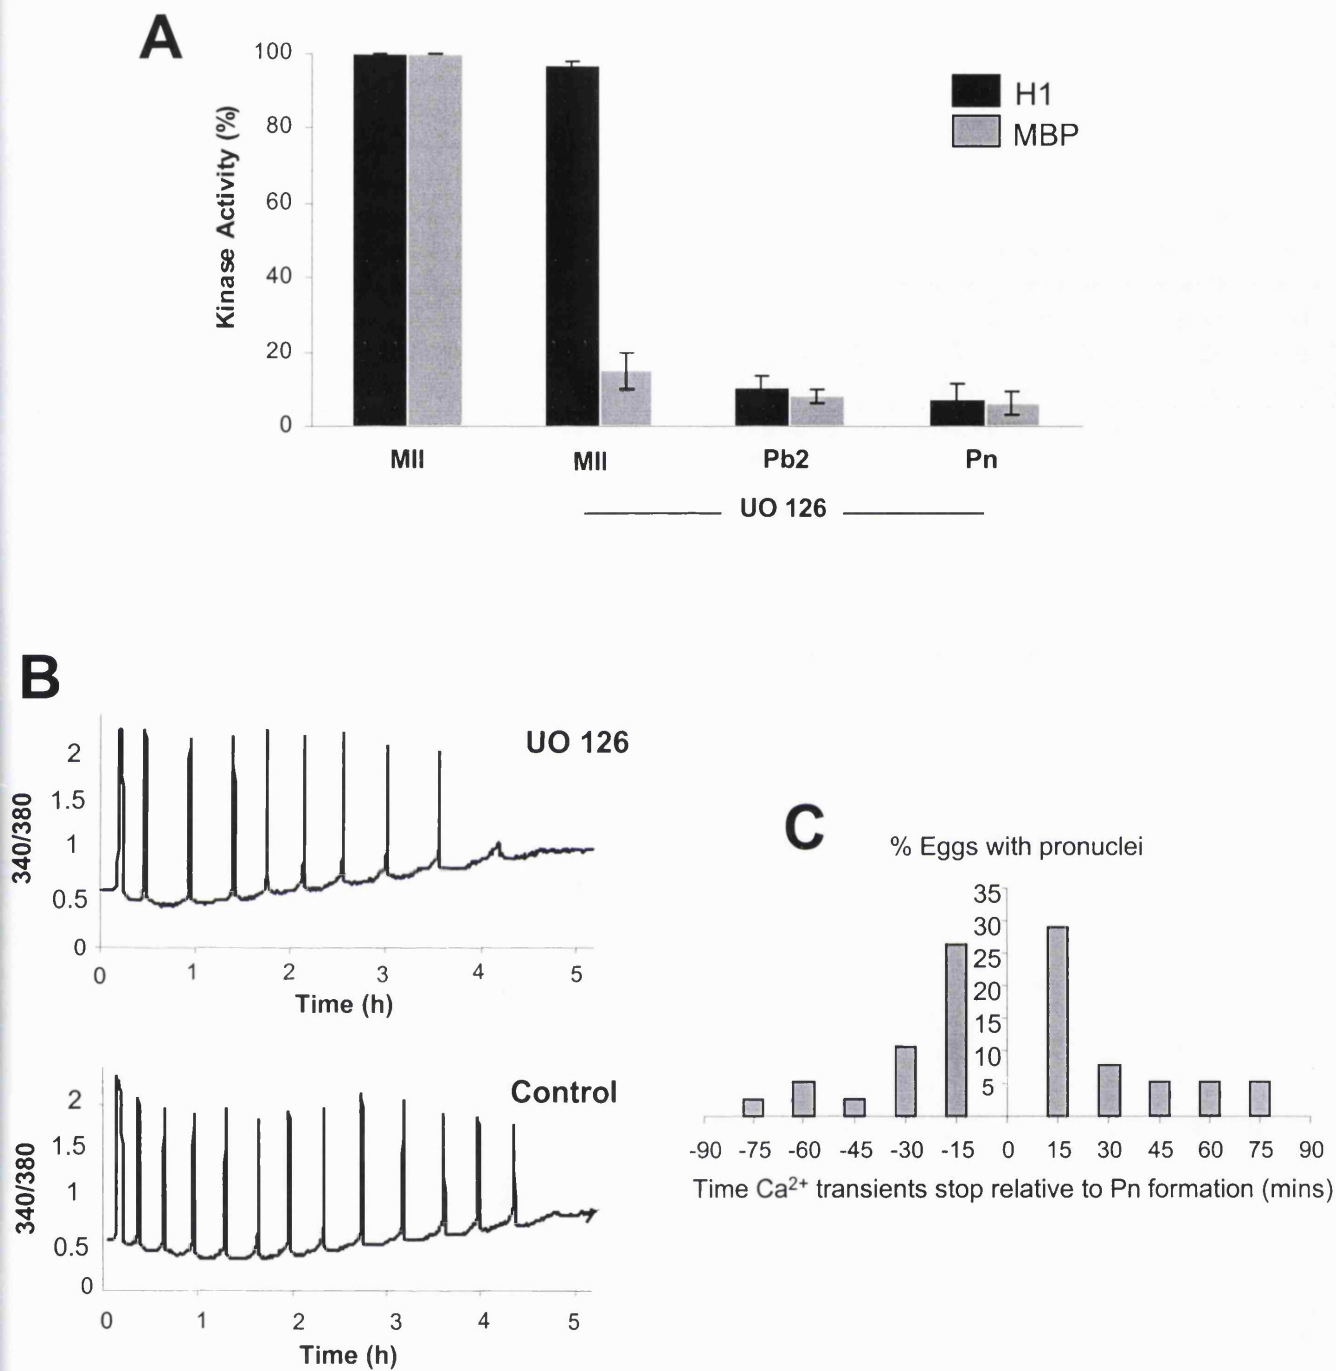 A
Kinase Activity (%)
100
80
60
40
20
0
H1
MBP
MII
MII
Pb2
Pn
UO 126
B
340/380
2
1.5
1
0.5
0
UO 126
0 1 2 3 4 5
Time (h)
340/380
2
1.5
1
0.5
0
Control
0 1 2 3 4 5
Time (h)
C
% Eggs with pronuclei
35
30
25
20
15
10
5
-90 -75 -60 -45 -30 -15 0 15 30 45 60 75 90
Time Ca²⁺ transients stop relative to Pn formation (mins)